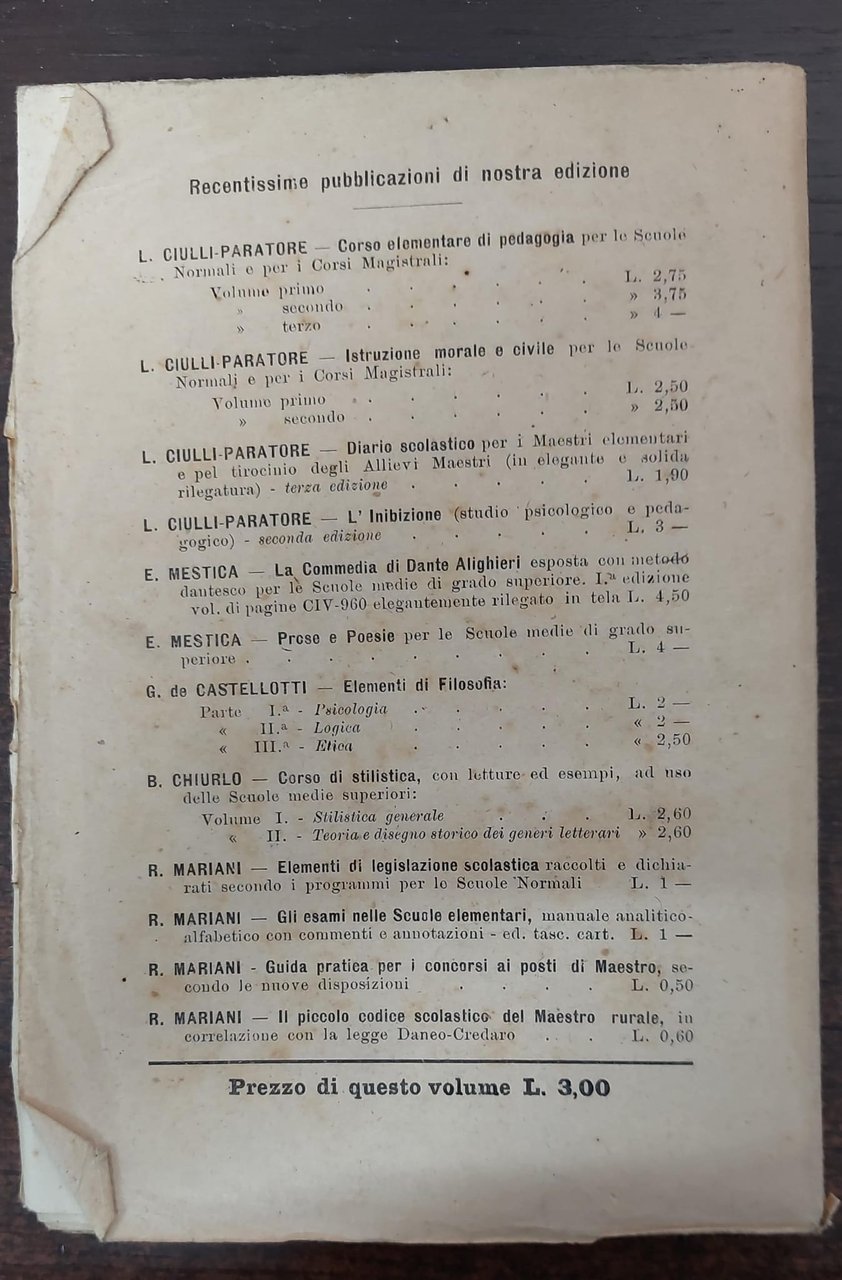 Recentissime pubblicazioni di nostra edizione
L. CIULLI-PARATORE — Corso elementare di pedagogia per le Scuole
Normali e per i Corsi Magistrali:
Volume primo . . . . . L. 2,75
» secondo . . . . . » 3,75
» terzo . . . . . » 4 —
L. CIULLI-PARATORE — Istruzione morale e civile per le Scuole
Normali e per i Corsi Magistrali:
Volume primo . . . . . L. 2,50
» secondo . . . . . » 2,50
L. CIULLI-PARATORE — Diario scolastico per i Maestri elementari
e pel tirocinio degli Allievi Maestri (in elegante e solida
rilegatura) - terza edizione . . . . . L. 1,90
L. CIULLI-PARATORE — L' Inibizione (studio psicologico e peda-
gogico) - seconda edizione . . . . . L. 3 —
E. MESTICA — La Commedia di Dante Alighieri esposta con metodo
dantesco per le Scuole medie di grado superiore. I.ª edizione
vol. di pagine CIV-960 elegantemente rilegato in tela L. 4,50
E. MESTICA — Prose e Poesie per le Scuole medie di grado su-
periore . . . . . . . . L. 4 —
G. de CASTELLOTTI — Elementi di Filosofia:
Parte I.ª - Psicologia . . . . . L. 2 —
« II.ª - Logica . . . . . « 2 —
« III.ª - Etica . . . . . « 2,50
B. CHIURLO — Corso di stilistica, con letture ed esempi, ad uso
delle Scuole medie superiori:
Volume I. - Stilistica generale . . . L. 2,60
« II. - Teoria e disegno storico dei generi letterari » 2,60
R. MARIANI — Elementi di legislazione scolastica raccolti e dichia-
rati secondo i programmi per le Scuole Normali L. 1 —
R. MARIANI — Gli esami nelle Scuole elementari, manuale analitico-
alfabetico con commenti e annotazioni - ed. tasc. cart. L. 1 —
R. MARIANI - Guida pratica per i concorsi ai posti di Maestro, se-
condo le nuove disposizioni . . . . L. 0,50
R. MARIANI — Il piccolo codice scolastico del Maestro rurale, in
correlazione con la legge Daneo-Credaro . . L. 0,60
Prezzo di questo volume L. 3,00